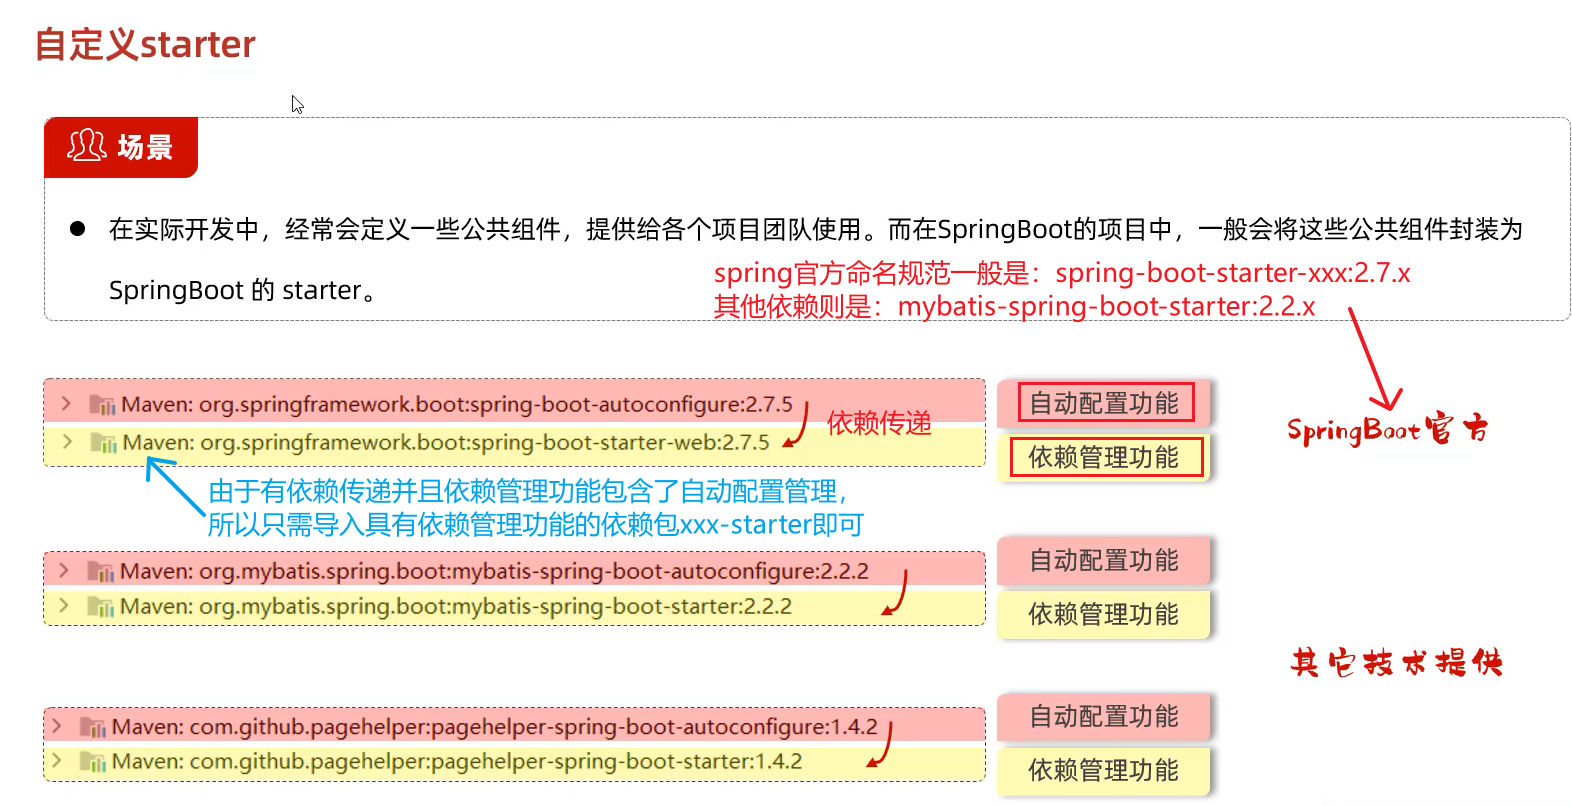 自定义starter
场景
在实际开发中，经常会定义一些公共组件，提供给各个项目团队使用。而在SpringBoot的项目中，一般会将这些公共组件封装为
SpringBoot 的 starter。
spring官方命名规范一般是：spring-boot-starter-xxx:2.7.x
其他依赖则是：mybatis-spring-boot-starter:2.2.x
Maven: org.springframework.boot:spring-boot-autoconfigure:2.7.5
自动配置功能
依赖传递
SpringBoot官方
Maven: org.springframework.boot:spring-boot-starter-web:2.7.5
依赖管理功能
由于有依赖传递并且依赖管理功能包含了自动配置管理，
所以只需导入具有依赖管理功能的依赖包xxx-starter即可
Maven: org.mybatis.spring.boot:mybatis-spring-boot-autoconfigure:2.2.2
自动配置功能
Maven: org.mybatis.spring.boot:mybatis-spring-boot-starter:2.2.2
依赖管理功能
其它技术提供
Maven: com.github.pagehelper:pagehelper-spring-boot-autoconfigure:1.4.2
自动配置功能
Maven: com.github.pagehelper:pagehelper-spring-boot-starter:1.4.2
依赖管理功能